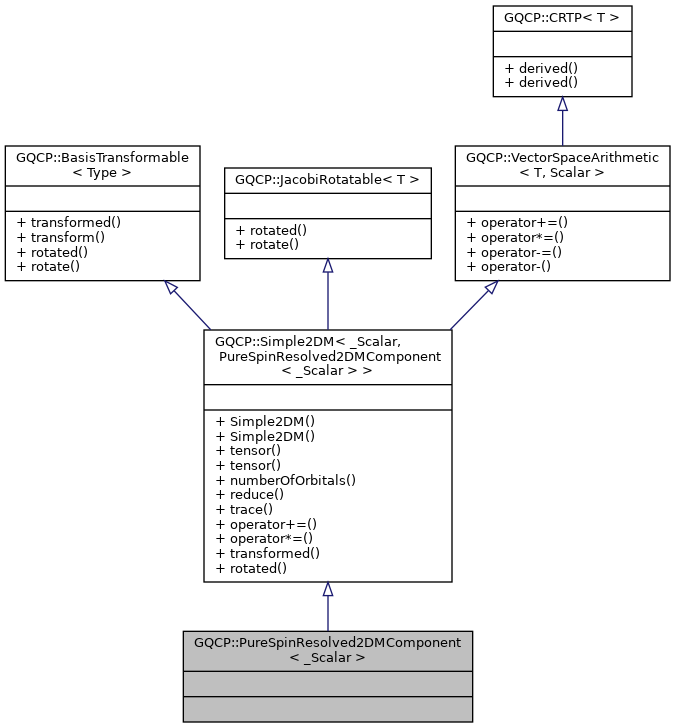 GQCP::CRTP< T >
+ derived()
+ derived()
GQCP::BasisTransformable
< Type >
+ transformed()
+ transform()
+ rotated()
+ rotate()
GQCP::JacobiRotatable< T >
+ rotated()
+ rotate()
GQCP::VectorSpaceArithmetic
< T, Scalar >
+ operator+=()
+ operator*=()
+ operator-=()
+ operator-()
GQCP::Simple2DM< _Scalar,
PureSpinResolved2DMComponent
< _Scalar > >
+ Simple2DM()
+ Simple2DM()
+ tensor()
+ tensor()
+ numberOfOrbitals()
+ reduce()
+ trace()
+ operator+=()
+ operator*=()
+ transformed()
+ rotated()
GQCP::PureSpinResolved2DMComponent
< _Scalar >